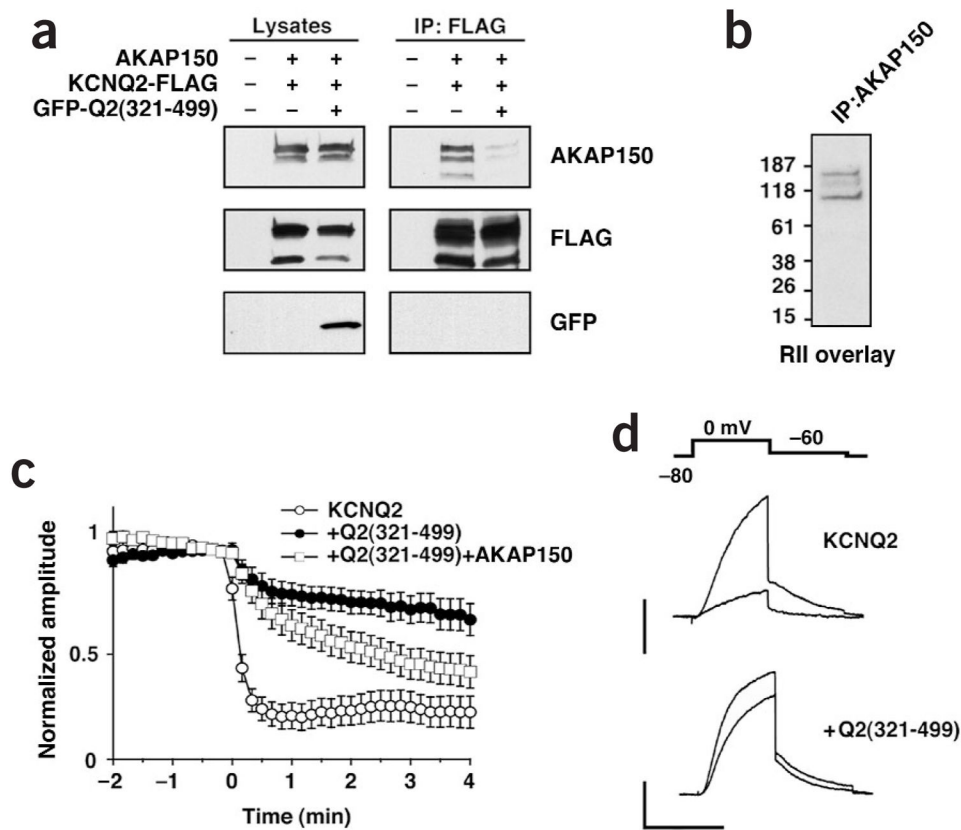 a
Lysates
IP: FLAG
AKAP150 – + + – + +
KCNQ2-FLAG – + + – + +
GFP-Q2(321-499) – – + – – +
AKAP150
FLAG
GFP
b
IP:AKAP150
187
118
61
38
26
15
RII overlay
c
KCNQ2
+Q2(321-499)
+Q2(321-499)+AKAP150
Normalized amplitude
1
0.5
0
–2 –1 0 1 2 3 4
Time (min)
d
0 mV
–60
–80
KCNQ2
+Q2(321-499)